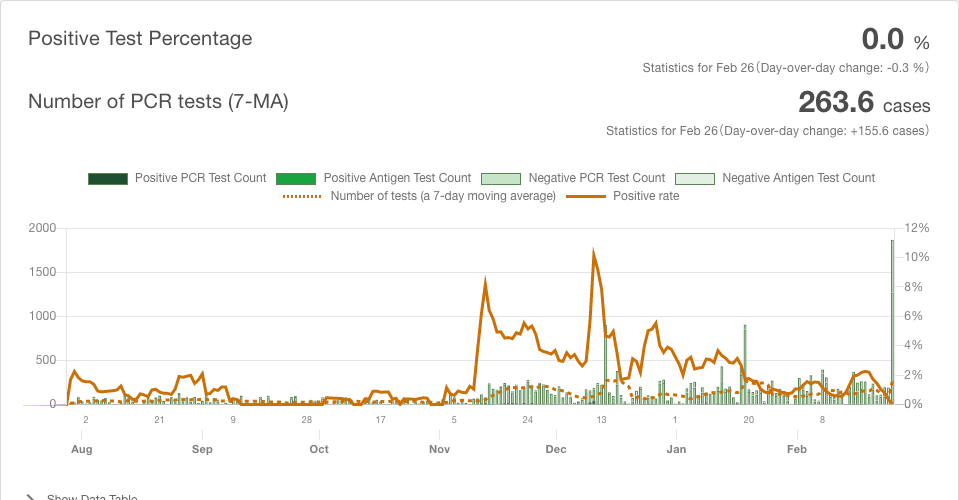 Positive Test Percentage
0.0 %
Statistics for Feb 26(Day-over-day change: -0.3 %)
Number of PCR tests (7-MA)
263.6 cases
Statistics for Feb 26(Day-over-day change: +155.6 cases)
Positive PCR Test Count Positive Antigen Test Count Negative PCR Test Count Negative Antigen Test Count
Number of tests (a 7-day moving average) Positive rate
2000 12%
10%
1500
8%
1000 6%
4%
500
2%
0 0%
2 21 9 28 17 5 24 13 1 20 8
Aug Sep Oct Nov Dec Jan Feb
Show Data Table